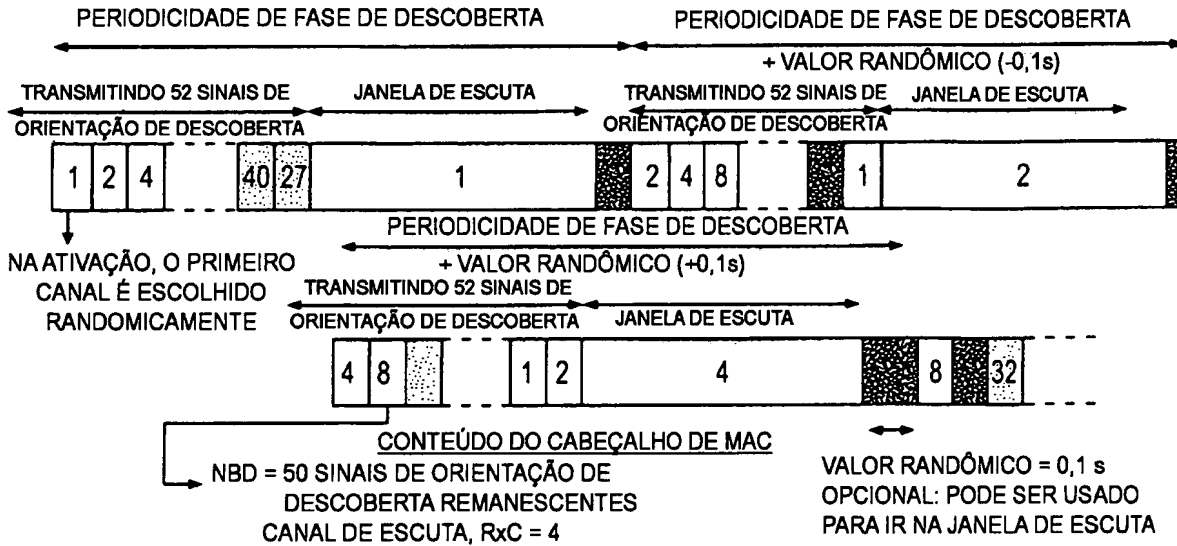 PERIODICIDADE DE FASE DE DESCOBERTA
PERIODICIDADE DE FASE DE DESCOBERTA
+ VALOR RANDÔMICO (-0,1s)
TRANSMITINDO 52 SINAIS DE
ORIENTAÇÃO DE DESCOBERTA
JANELA DE ESCUTA
TRANSMITINDO 52 SINAIS DE
ORIENTAÇÃO DE DESCOBERTA
JANELA DE ESCUTA
1 2 4 40 27 1 2 4 8 1 2
NA ATIVAÇÃO, O PRIMEIRO
CANAL É ESCOLHIDO
RANDOMICAMENTE
PERIODICIDADE DE FASE DE DESCOBERTA
+ VALOR RANDÔMICO (+0,1s)
TRANSMITINDO 52 SINAIS DE
ORIENTAÇÃO DE DESCOBERTA
JANELA DE ESCUTA
4 8 1 2 4 8 32
CONTEÚDO DO CABEÇALHO DE MAC
NBD = 50 SINAIS DE ORIENTAÇÃO DE
DESCOBERTA REMANESCENTES
CANAL DE ESCUTA, RxC = 4
VALOR RANDÔMICO = 0,1 s
OPCIONAL: PODE SER USADO
PARA IR NA JANELA DE ESCUTA